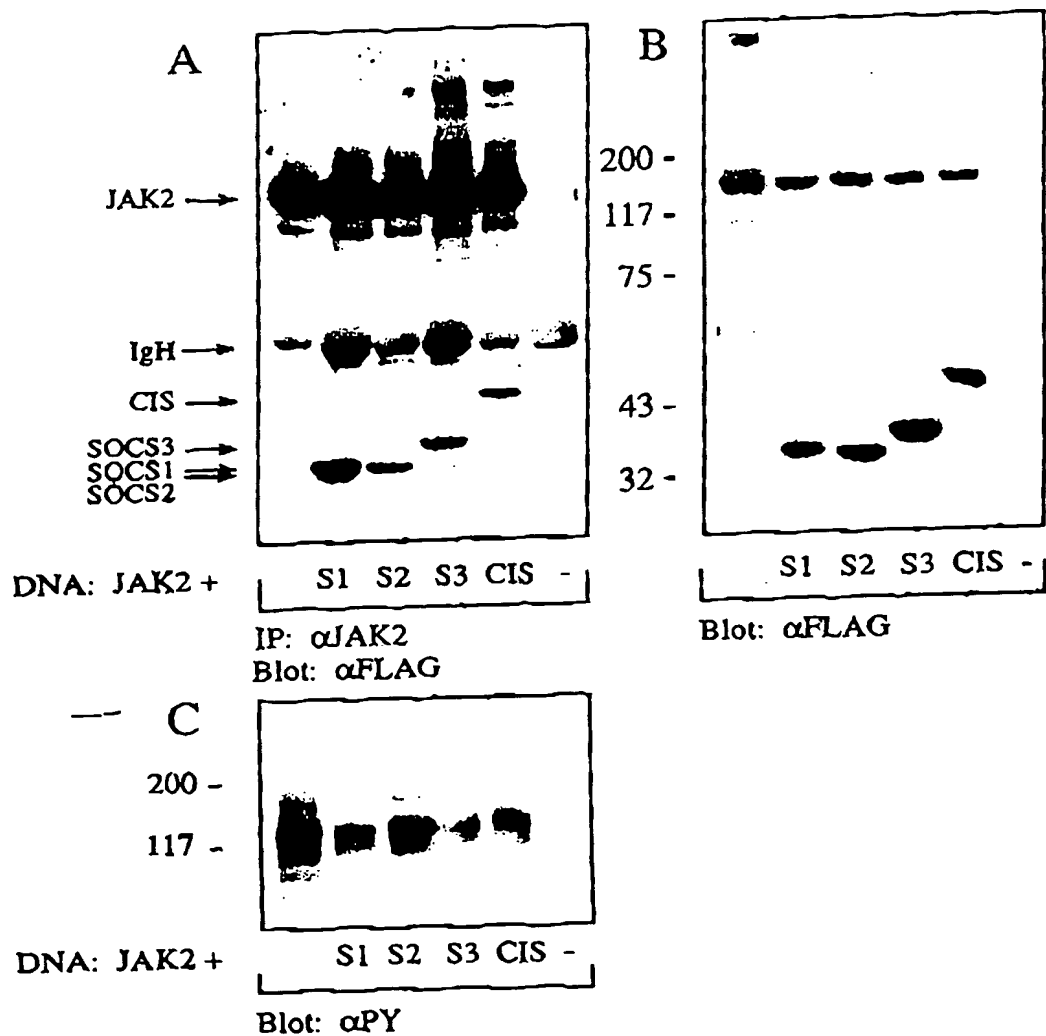 A
JAK2
IgH
CIS
SOCS3
SOCS1
SOCS2
DNA: JAK2 + S1 S2 S3 CIS -
IP: αJAK2
Blot: αFLAG
B
200 -
117 -
75 -
43 -
32 -
S1 S2 S3 CIS -
Blot: αFLAG
C
200 -
117 -
DNA: JAK2 + S1 S2 S3 CIS -
Blot: αPY